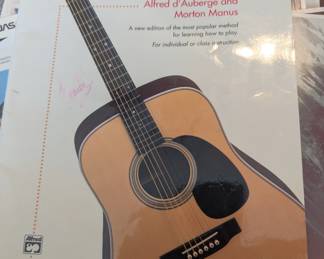 Alfred d'Auberge and
Morton Manus
A new edition of the most popular method
for learning how to play.
For individual or class instruction.
Alfred